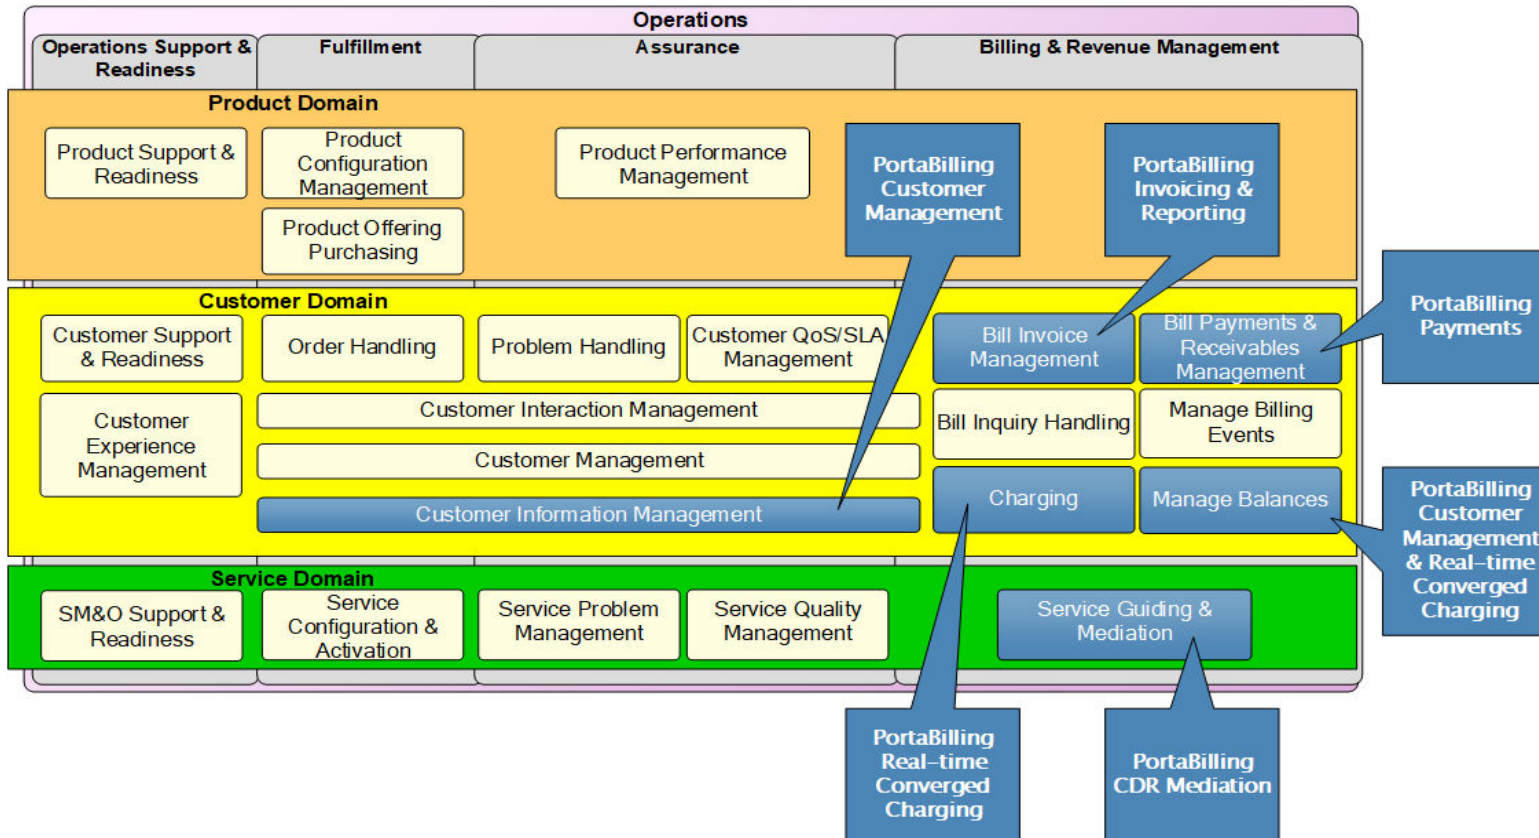 Operations
Operations Support &
Readiness
Fulfillment
Assurance
Billing & Revenue Management
Product Domain
Product Support &
Readiness
Product
Configuration
Management
Product Performance
Management
Product Offering
Purchasing
PortaBilling
Customer
Management
PortaBilling
Invoicing &
Reporting
Customer Domain
Customer Support
& Readiness
Order Handling
Problem Handling
Customer QoS/SLA
Management
Bill Invoice
Management
Bill Payments &
Receivables
Management
PortaBilling
Payments
Customer
Experience
Management
Customer Interaction Management
Bill Inquiry Handling
Manage Billing
Events
Customer Management
Customer Information Management
Charging
Manage Balances
PortaBilling
Customer
Management
& Real-time
Converged
Charging
Service Domain
SM&O Support &
Readiness
Service
Configuration &
Activation
Service Problem
Management
Service Quality
Management
Service Guiding &
Mediation
PortaBilling
Real-time
Converged
Charging
PortaBilling
CDR Mediation